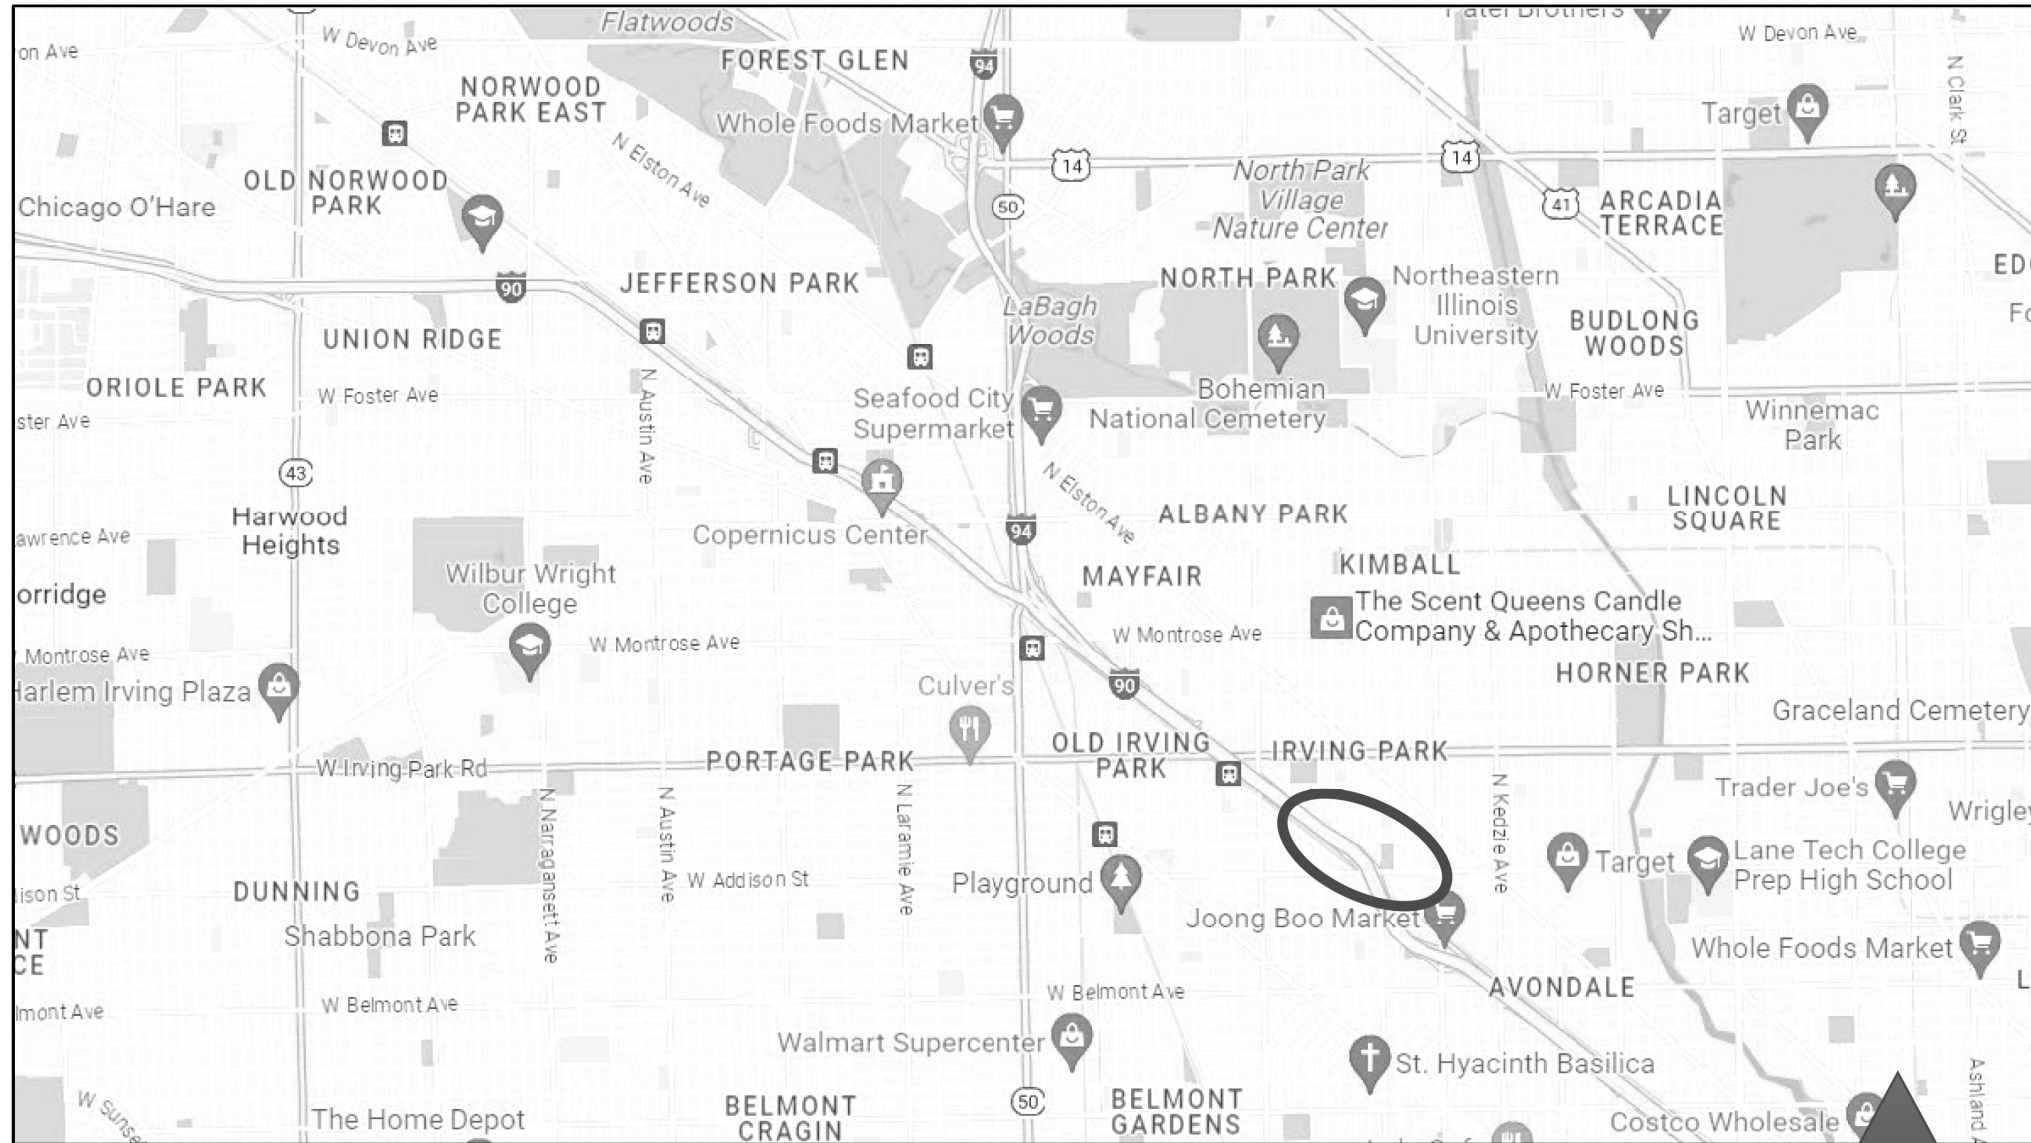 Flatwoods
W Devon Ave
on Ave
W Devon Ave
FOREST GLEN
94
NORWOOD
PARK EAST
N Clark St
Whole Foods Market
Target
N Elston Ave
14
14
North Park
Village
Nature Center
OLD NORWOOD
PARK
Chicago O'Hare
50
41
ARCADIA
TERRACE
JEFFERSON PARK
NORTH PARK
Northeastern
Illinois
University
90
LaBagh
Woods
UNION RIDGE
BUDLONG
WOODS
ORIOLE PARK
W Foster Ave
N Austin Ave
Seafood City
Supermarket
Bohemian
National Cemetery
W Foster Ave
ster Ave
Winnemac
Park
43
N Elston Ave
Harwood
Heights
LINCOLN
SQUARE
ALBANY PARK
94
Copernicus Center
awrence Ave
KIMBALL
MAYFAIR
Wilbur Wright
College
orridge
The Scent Queens Candle
Company & Apothecary Sh...
W Montrose Ave
W Montrose Ave
Montrose Ave
HORNER PARK
Harlem Irving Plaza
Culver's
90
Graceland Cemetery
OLD IRVING
PARK
IRVING PARK
PORTAGE PARK
W Irving Park Rd
Trader Joe's
N Kedzie Ave
N Narragansett Ave
N Austin Ave
N Laramie Ave
WOODS
Wrigley
Target
Lane Tech College
Prep High School
W Addison St
Playground
DUNNING
dison St
Joong Boo Market
Shabbona Park
NT
CE
Whole Foods Market
AVONDALE
W Belmont Ave
W Belmont Ave
lmont Ave
Walmart Supercenter
St. Hyacinth Basilica
50
BELMONT
CRAGIN
BELMONT
GARDENS
The Home Depot
Costco Wholesale
Ashland A